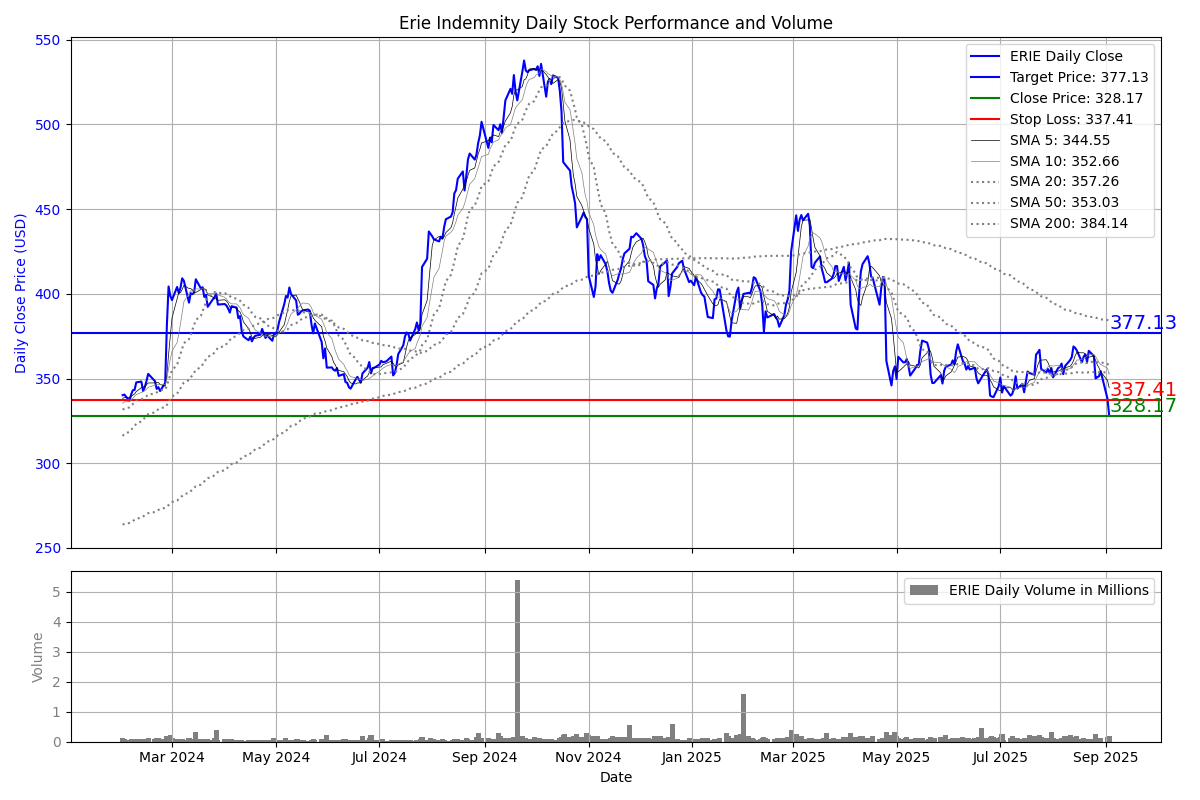 Erie Indemnity Daily Stock Performance and Volume
Daily Close Price (USD)
550
500
450
400
350
300
250
ERIE Daily Close
Target Price: 377.13
Close Price: 328.17
Stop Loss: 337.41
SMA 5: 344.55
SMA 10: 352.66
SMA 20: 357.26
SMA 50: 353.03
SMA 200: 384.14
377.13
337.41
328.17
Volume
5
4
3
2
1
0
ERIE Daily Volume in Millions
Mar 2024 May 2024 Jul 2024 Sep 2024 Nov 2024 Jan 2025 Mar 2025 May 2025 Jul 2025 Sep 2025
Date